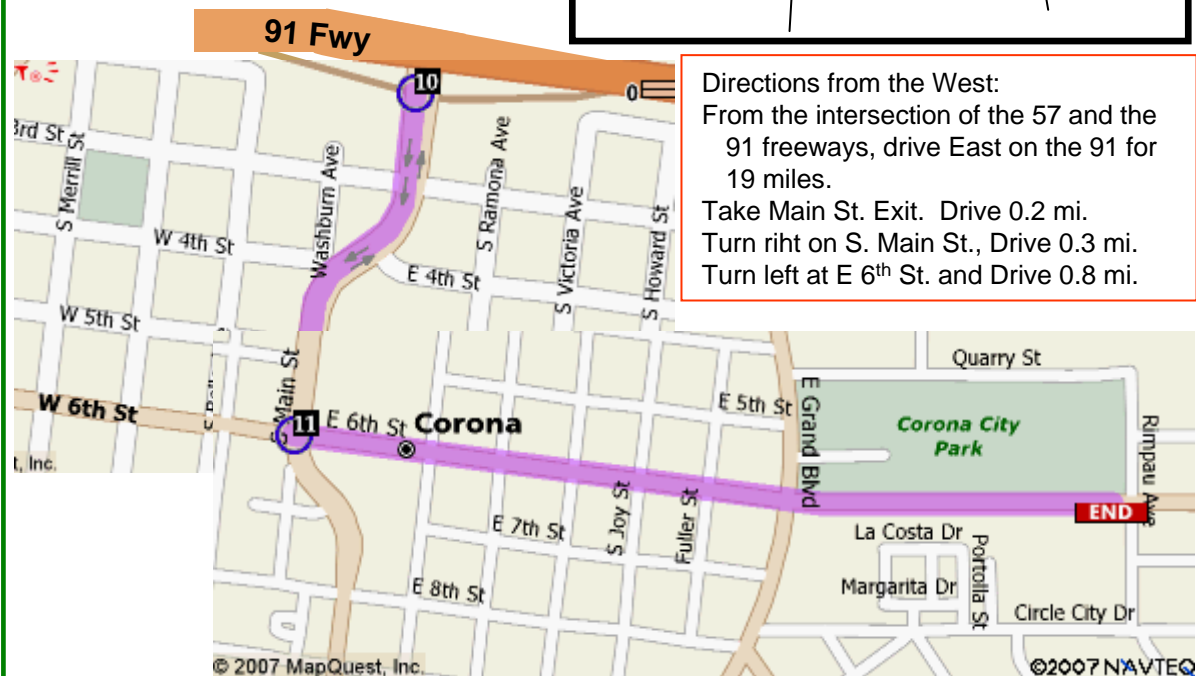 91 Fwy
10
0
Directions from the West:
From the intersection of the 57 and the
91 freeways, drive East on the 91 for
19 miles.
Take Main St. Exit. Drive 0.2 mi.
Turn riht on S. Main St., Drive 0.3 mi.
Turn left at E 6th St. and Drive 0.8 mi.
3rd St
S Merrill St
Washburn Ave
S Ramona Ave
S Victoria Ave
S Howard St
W 4th St
E 4th St
W 5th St
S Main St
W 6th St
11
E 6th St
Corona
E 5th St
E Grand Blvd
Quarry St
Corona City
Park
Rimpau Ave
END
t, Inc.
E 7th St
S Joy St
Fuller St
La Costa Dr
Portolla St
Margarita Dr
E 8th St
Circle City Dr
© 2007 MapQuest, Inc.
©2007 NAVTEQ